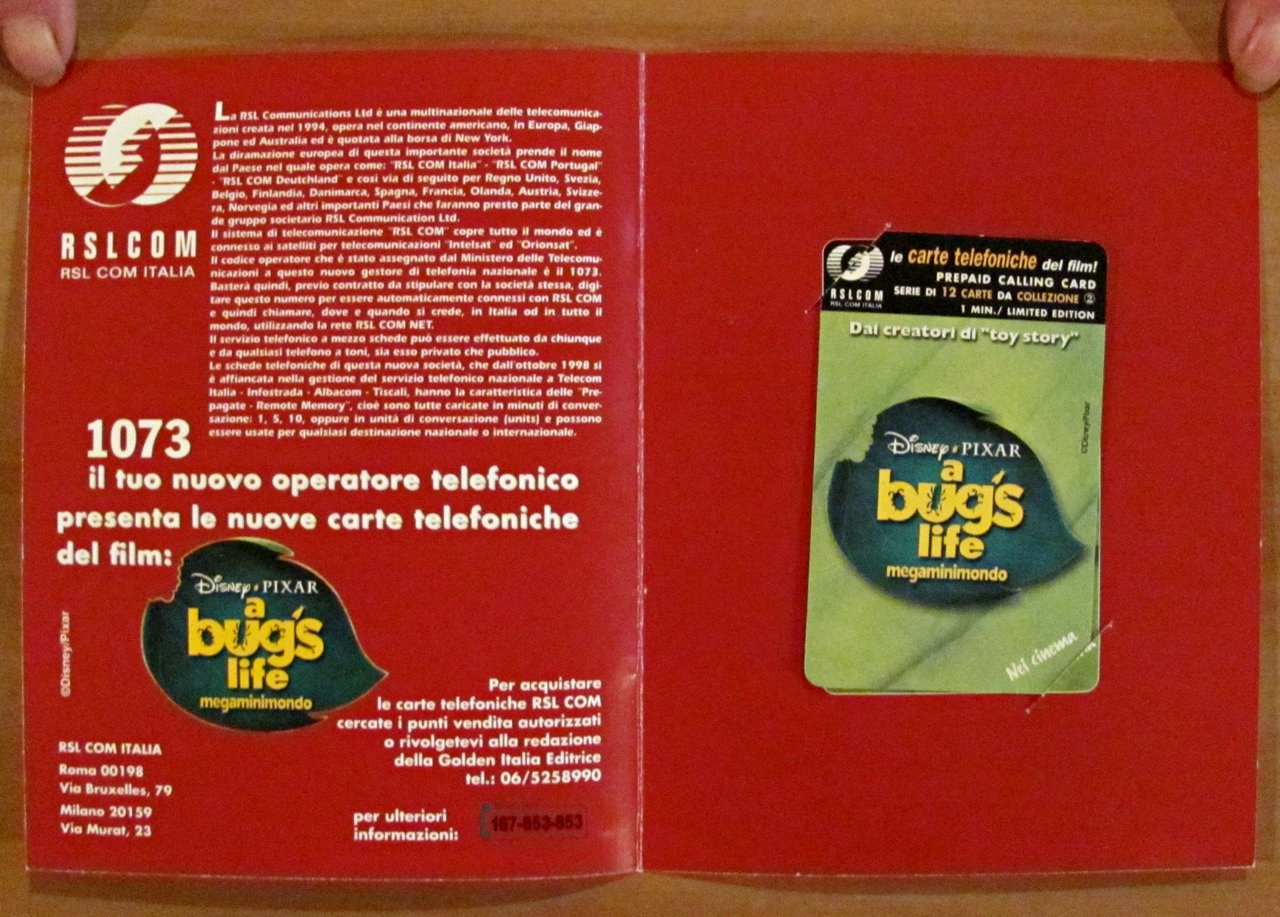 RSLCOM
RSL COM ITALIA
La RSL Communications Ltd è una multinazionale delle telecomunica-
zioni creata nel 1994, opera nel continente americano, in Europa, Giap-
pone ed Australia ed è quotata alla borsa di New York.
La diramazione europea di questa importante società prende il nome
dal Paese nel quale opera come: "RSL COM Italia" - "RSL COM Portugal"
- "RSL COM Deutchland" e così via di seguito per Regno Unito, Svezia,
Belgio, Finlandia, Danimarca, Spagna, Francia, Olanda, Austria, Svizze-
ra, Norvegia ed altri importanti Paesi che faranno presto parte del gran-
de gruppo societario RSL Communication Ltd.
Il sistema di telecomunicazione "RSL COM" copre tutto il mondo ed è
connesso ai satelliti per telecomunicazioni "Intelsat" ed "Orionsat".
Il codice operatore che è stato assegnato dal Ministero delle Telecomu-
nicazioni a questo nuovo gestore di telefonia nazionale è il 1073.
Basterà quindi, previo contratto da stipulare con la società stessa, digi-
tare questo numero per essere automaticamente connessi con RSL COM
e quindi chiamare, dove e quando si crede, in Italia od in tutto il
mondo, utilizzando la rete RSL COM NET.
Il servizio telefonico a mezzo schede può essere effettuato da chiunque
e da qualsiasi telefono a toni, sia esso privato che pubblico.
Le schede telefoniche di questa nuova società, che dall'ottobre 1998 si
è affiancata nella gestione del servizio telefonico nazionale a Telecom
Italia - Infostrada - Albacom - Tiscali, hanno la caratteristica delle "Pre-
pagate - Remote Memory", cioè sono tutte caricate in minuti di conver-
sazione: 1, 5, 10, oppure in unità di conversazione (units) e possono
essere usate per qualsiasi destinazione nazionale o internazionale.
1073
il tuo nuovo operatore telefonico
presenta le nuove carte telefoniche
del film:
DISNEY • PIXAR
a
bug's
life
megaminimondo
©Disney/Pixar
Per acquistare
le carte telefoniche RSL COM
cercate i punti vendita autorizzati
o rivolgetevi alla redazione
della Golden Italia Editrice
tel.: 06/5258990
RSL COM ITALIA
Roma 00198
Via Bruxelles, 79
Milano 20159
Via Murat, 23
per ulteriori
informazioni:
167-853-853
RSLCOM
RSL COM ITALIA
le carte telefoniche del film!
PREPAID CALLING CARD
SERIE DI 12 CARTE DA COLLEZIONE 2
1 MIN./ LIMITED EDITION
Dai creatori di "toy story"
©Disney/Pixar
DISNEY • PIXAR
a
bug's
life
megaminimondo
Nei cinema